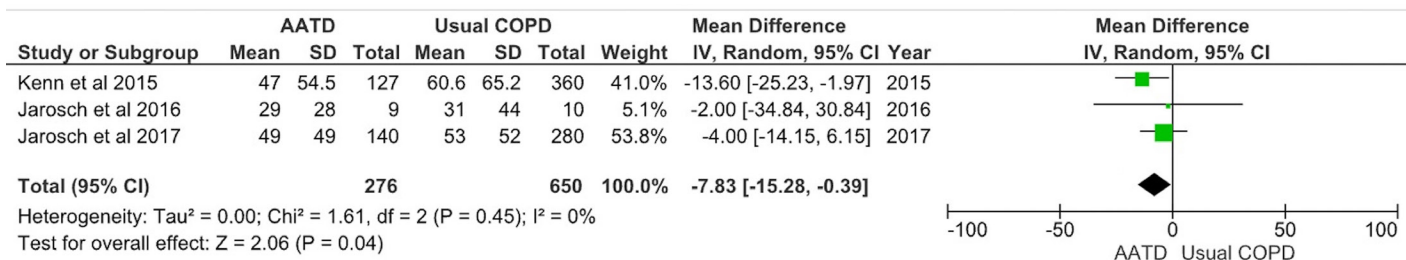 AATD Usual COPD Mean Difference Mean Difference
Study or Subgroup Mean SD Total Mean SD Total Weight IV, Random, 95% CI Year IV, Random, 95% CI
Kenn et al 2015 47 54.5 127 60.6 65.2 360 41.0% -13.60 [-25.23, -1.97] 2015
Jarosch et al 2016 29 28 9 31 44 10 5.1% -2.00 [-34.84, 30.84] 2016
Jarosch et al 2017 49 49 140 53 52 280 53.8% -4.00 [-14.15, 6.15] 2017
Total (95% CI) 276 650 100.0% -7.83 [-15.28, -0.39]
Heterogeneity: Tau² = 0.00; Chi² = 1.61, df = 2 (P = 0.45); I² = 0%
Test for overall effect: Z = 2.06 (P = 0.04)
-100 -50 0 50 100
AATD Usual COPD